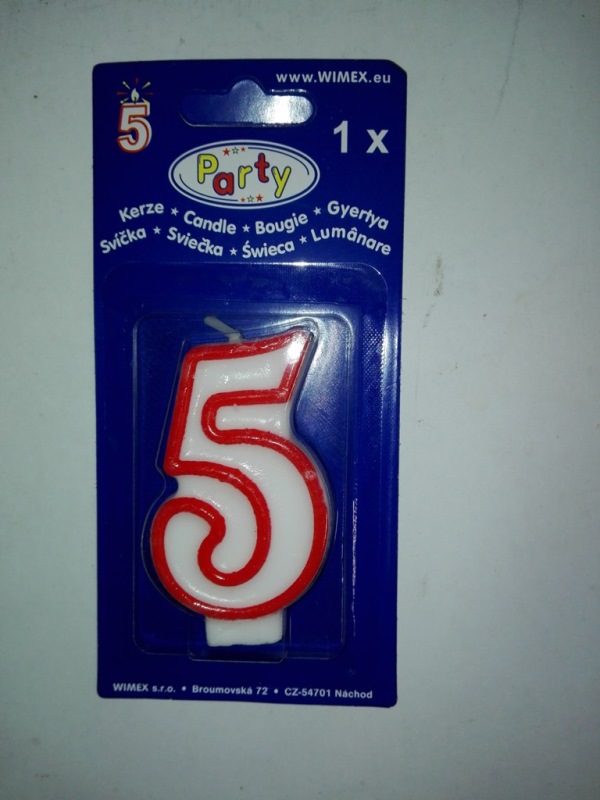 www.WIMEX.eu
5
1 x
Party
Kerze ★ Candle ★ Bougie ★ Gyertya
Svíčka ★ Sviečka ★ Świeca ★ Lumânare
5
WIMEX s.r.o. • Broumovská 72 • CZ-54701 Náchod